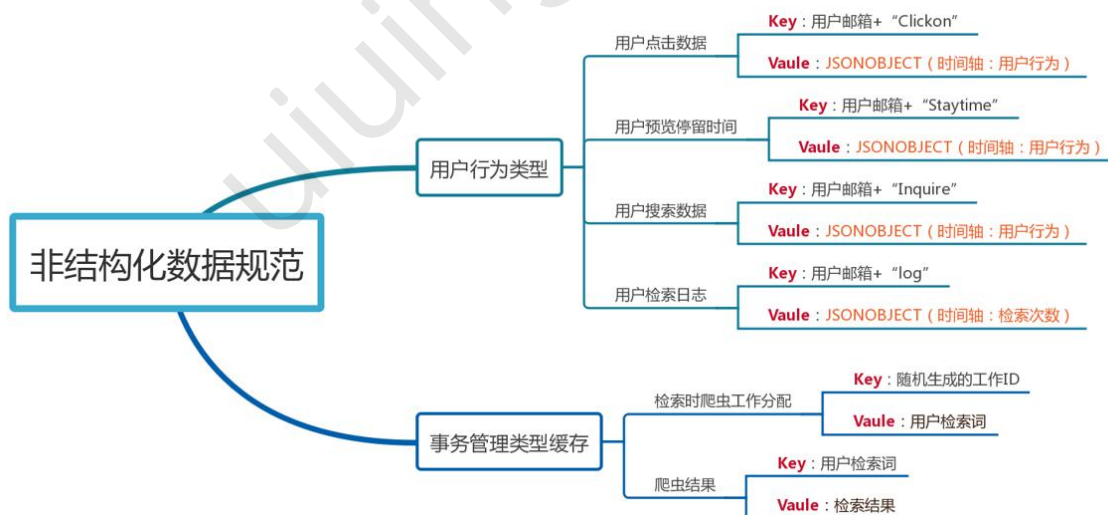 非结构化数据规范
用户行为类型
用户点击数据
Key：用户邮箱+ “Clickon”
Vaule：JSONOBJECT（时间轴：用户行为）
用户预览停留时间
Key：用户邮箱+ “Staytime”
Vaule：JSONOBJECT（时间轴：用户行为）
用户搜索数据
Key：用户邮箱+ “Inquire”
Vaule：JSONOBJECT（时间轴：用户行为）
用户检索日志
Key：用户邮箱+ “log”
Vaule：JSONOBJECT（时间轴：检索次数）
事务管理类型缓存
检索时爬虫工作分配
Key：随机生成的工作ID
Vaule：用户检索词
爬虫结果
Key：用户检索词
Vaule：检索结果